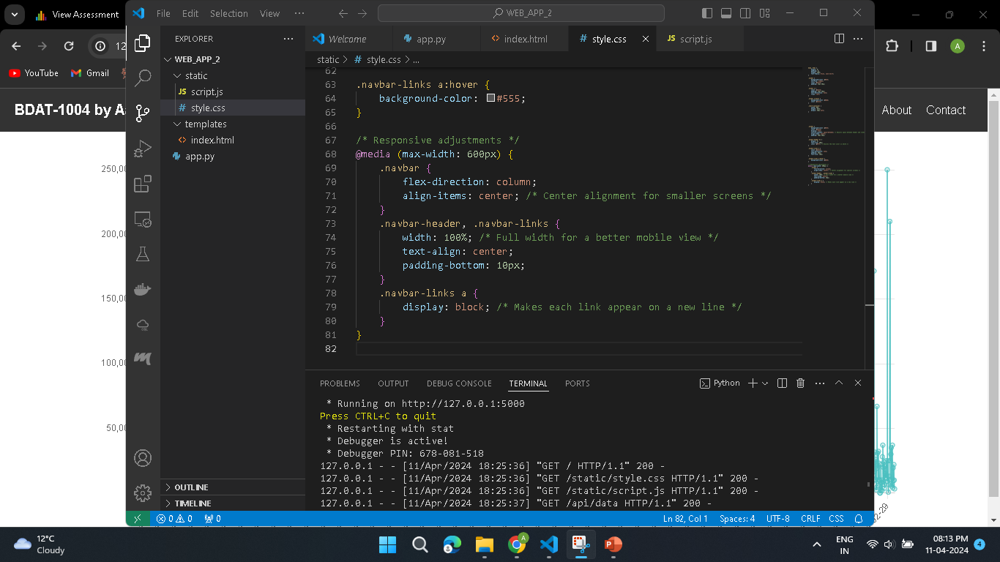 View Assessment
File Edit Selection View ··· WEB_APP_2
EXPLORER ···
Welcome app.py index.html style.css script.js
12
YouTube Gmail
WEB_APP_2
static
script.js
style.css
templates
index.html
app.py
OUTLINE
TIMELINE
static > style.css > ...
62
63 .navbar-links a:hover {
64 background-color: #555;
65 }
66
67 /* Responsive adjustments */
68 @media (max-width: 600px) {
69 .navbar {
70 flex-direction: column;
71 align-items: center; /* Center alignment for smaller screens */
72 }
73 .navbar-header, .navbar-links {
74 width: 100%; /* Full width for a better mobile view */
75 text-align: center;
76 padding-bottom: 10px;
77 }
78 .navbar-links a {
79 display: block; /* Makes each link appear on a new line */
80 }
81 }
82
PROBLEMS OUTPUT DEBUG CONSOLE TERMINAL PORTS Python
* Running on http://127.0.0.1:5000
Press CTRL+C to quit
* Restarting with stat
* Debugger is active!
* Debugger PIN: 678-081-518
127.0.0.1 - - [11/Apr/2024 18:25:36] "GET / HTTP/1.1" 200 -
127.0.0.1 - - [11/Apr/2024 18:25:36] "GET /static/style.css HTTP/1.1" 200 -
127.0.0.1 - - [11/Apr/2024 18:25:36] "GET /static/script.js HTTP/1.1" 200 -
127.0.0.1 - - [11/Apr/2024 18:25:37] "GET /api/data HTTP/1.1" 200 -
0 0 0 Ln 82, Col 1 Spaces: 4 UTF-8 CRLF CSS
BDAT-1004 by
About Contact
250,
200,0
150,0
100,0
50,0
2-29
12°C
Cloudy
ENG
IN
08:13 PM
11-04-2024
4